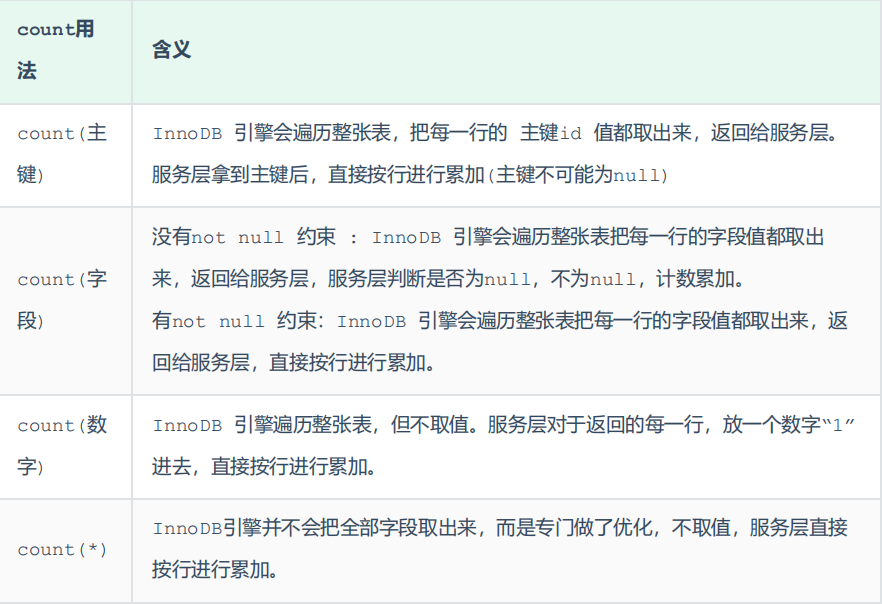 count用
法
含义
count(主
键)
InnoDB 引擎会遍历整张表，把每一行的 主键id 值都取出来，返回给服务层。
服务层拿到主键后，直接按行进行累加(主键不可能为null)
count(字
段)
没有not null 约束 : InnoDB 引擎会遍历整张表把每一行的字段值都取出
来，返回给服务层，服务层判断是否为null，不为null，计数累加。
有not null 约束：InnoDB 引擎会遍历整张表把每一行的字段值都取出来，返
回给服务层，直接按行进行累加。
count(数
字)
InnoDB 引擎遍历整张表，但不取值。服务层对于返回的每一行，放一个数字“1”
进去，直接按行进行累加。
count(*)
InnoDB引擎并不会把全部字段取出来，而是专门做了优化，不取值，服务层直接
按行进行累加。